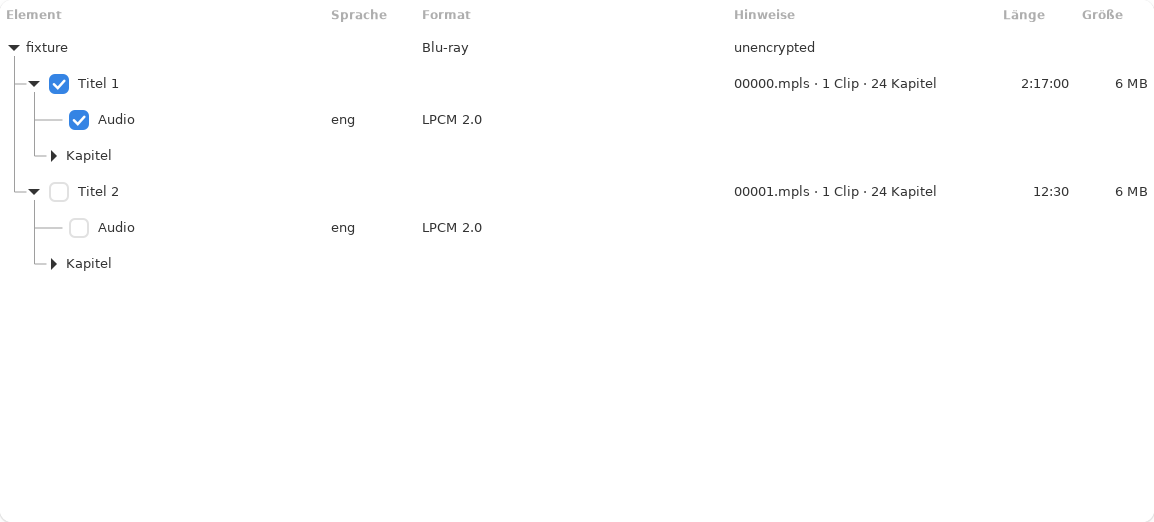 Element Sprache Format Hinweise Länge Größe
fixture Blu-ray unencrypted
Titel 1 00000.mpls · 1 Clip · 24 Kapitel 2:17:00 6 MB
Audio eng LPCM 2.0
Kapitel
Titel 2 00001.mpls · 1 Clip · 24 Kapitel 12:30 6 MB
Audio eng LPCM 2.0
Kapitel